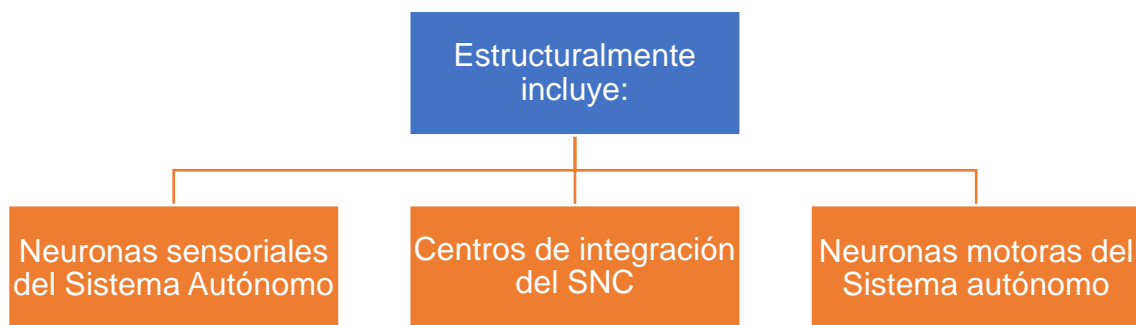 Estructuralmente
incluye:
Neuronas sensoriales
del Sistema Autónomo
Centros de integración
del SNC
Neuronas motoras del
Sistema autónomo